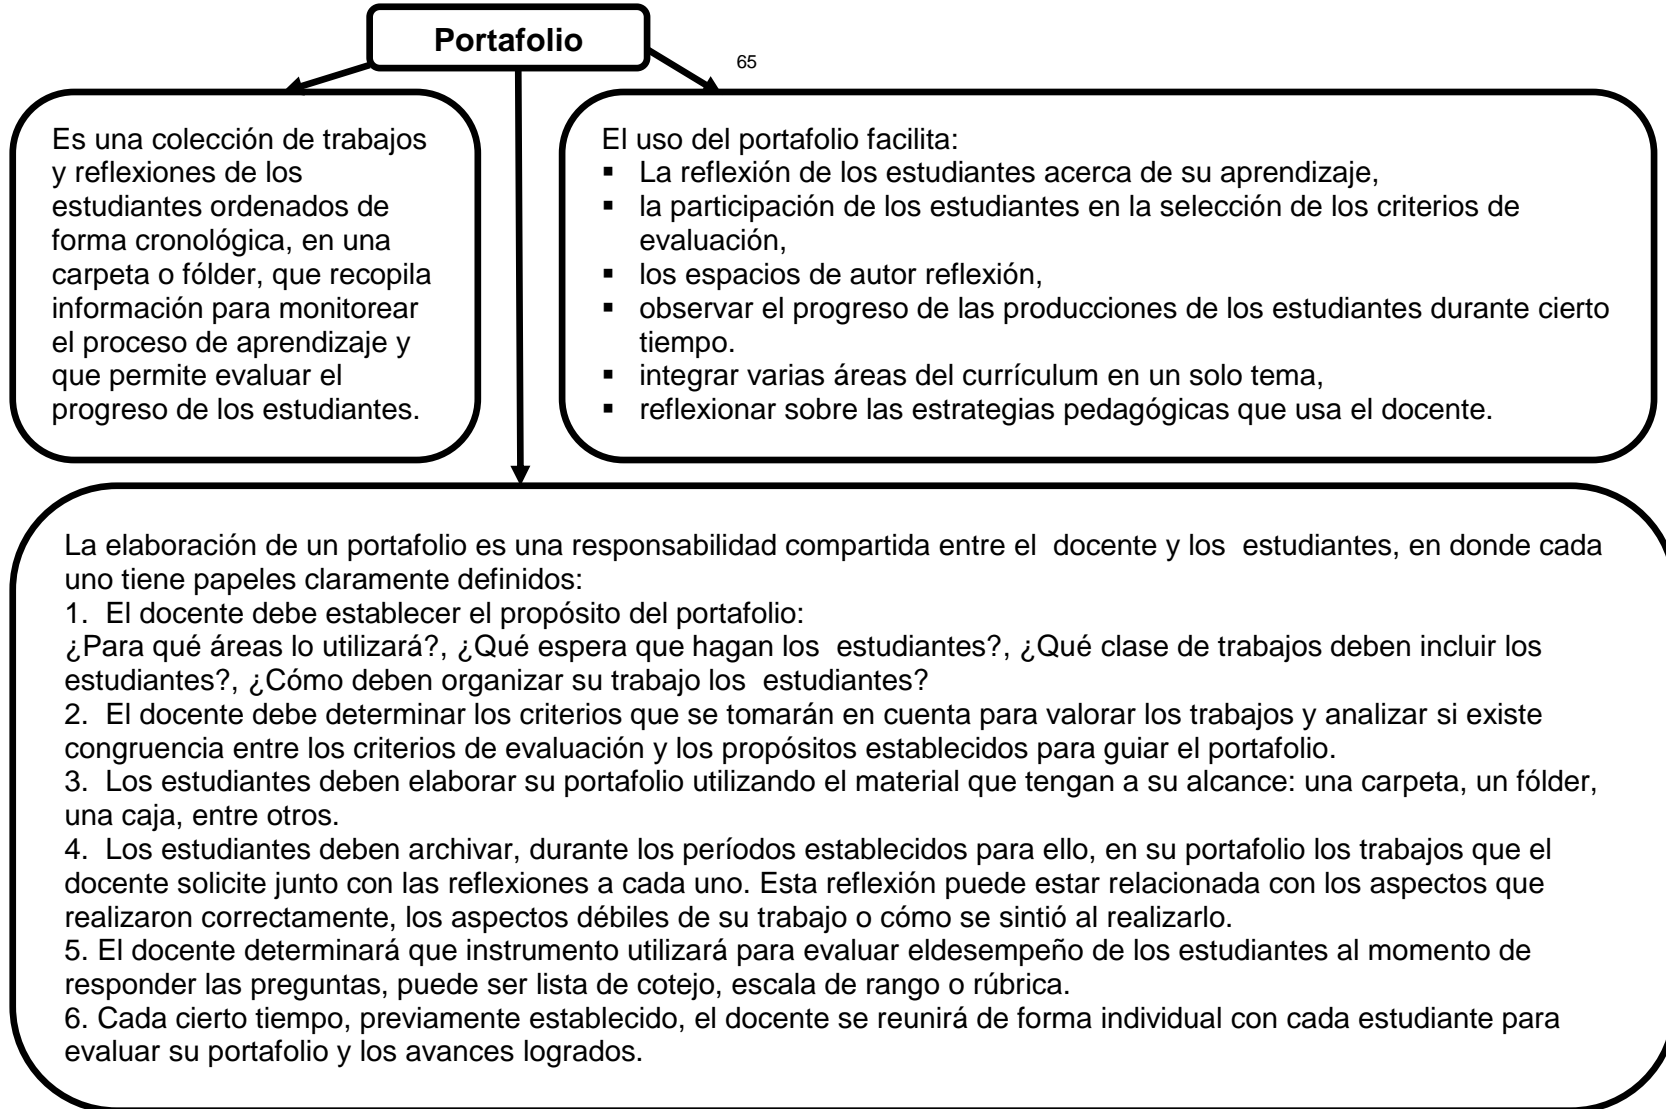 Portafolio
65
Es una colección de trabajos
y reflexiones de los
estudiantes ordenados de
forma cronológica, en una
carpeta o fólder, que recopila
información para monitorear
el proceso de aprendizaje y
que permite evaluar el
progreso de los estudiantes.
El uso del portafolio facilita:
▪ La reflexión de los estudiantes acerca de su aprendizaje,
▪ la participación de los estudiantes en la selección de los criterios de
evaluación,
▪ los espacios de autor reflexión,
▪ observar el progreso de las producciones de los estudiantes durante cierto
tiempo.
▪ integrar varias áreas del currículum en un solo tema,
▪ reflexionar sobre las estrategias pedagógicas que usa el docente.
La elaboración de un portafolio es una responsabilidad compartida entre el docente y los estudiantes, en donde cada
uno tiene papeles claramente definidos:
1. El docente debe establecer el propósito del portafolio:
¿Para qué áreas lo utilizará?, ¿Qué espera que hagan los estudiantes?, ¿Qué clase de trabajos deben incluir los
estudiantes?, ¿Cómo deben organizar su trabajo los estudiantes?
2. El docente debe determinar los criterios que se tomarán en cuenta para valorar los trabajos y analizar si existe
congruencia entre los criterios de evaluación y los propósitos establecidos para guiar el portafolio.
3. Los estudiantes deben elaborar su portafolio utilizando el material que tengan a su alcance: una carpeta, un fólder,
una caja, entre otros.
4. Los estudiantes deben archivar, durante los períodos establecidos para ello, en su portafolio los trabajos que el
docente solicite junto con las reflexiones a cada uno. Esta reflexión puede estar relacionada con los aspectos que
realizaron correctamente, los aspectos débiles de su trabajo o cómo se sintió al realizarlo.
5. El docente determinará que instrumento utilizará para evaluar eldesempeño de los estudiantes al momento de
responder las preguntas, puede ser lista de cotejo, escala de rango o rúbrica.
6. Cada cierto tiempo, previamente establecido, el docente se reunirá de forma individual con cada estudiante para
evaluar su portafolio y los avances logrados.